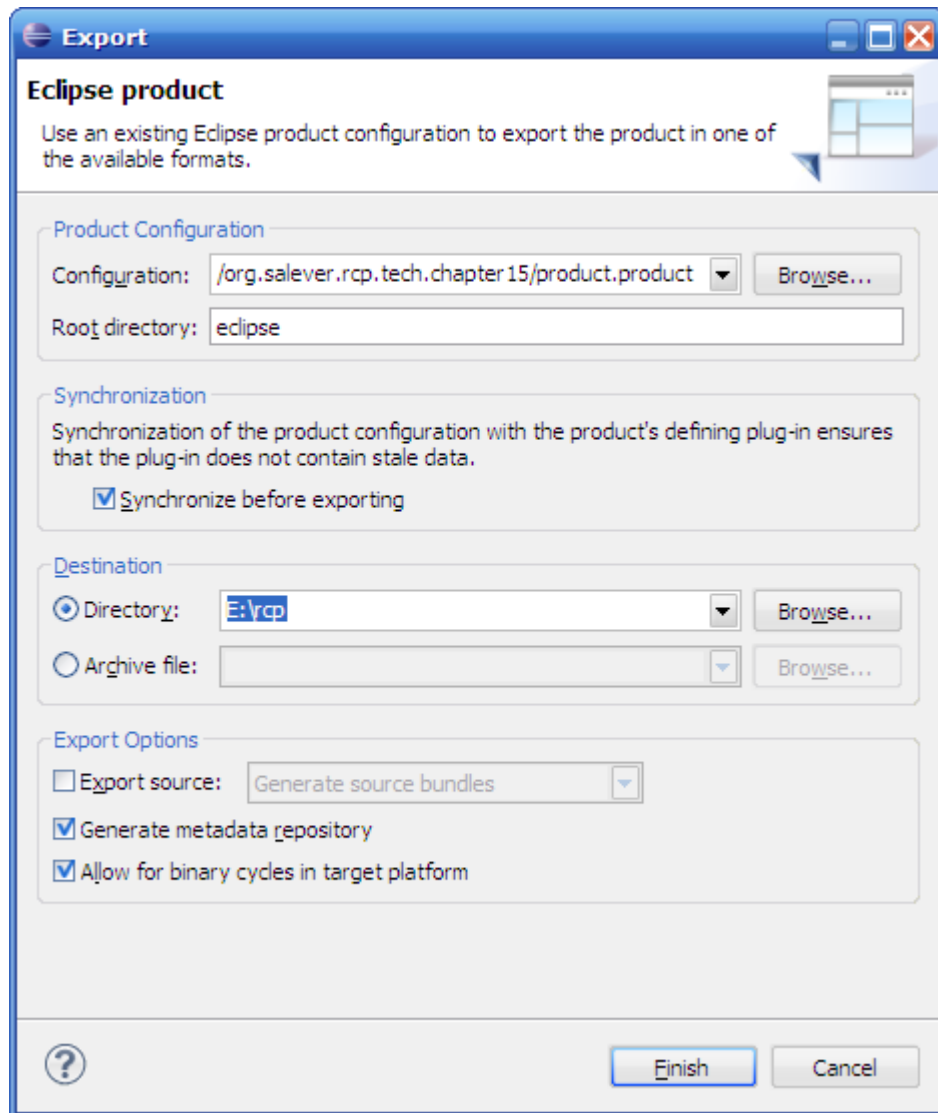 Export
Eclipse product
Use an existing Eclipse product configuration to export the product in one of
the available formats.
Product Configuration
Configuration: /org.salever.rcp.tech.chapter15/product.product Browse...
Root directory: eclipse
Synchronization
Synchronization of the product configuration with the product's defining plug-in ensures
that the plug-in does not contain stale data.
Synchronize before exporting
Destination
Directory: E:\rcp Browse...
Archive file: Browse...
Export Options
Export source: Generate source bundles
Generate metadata repository
Allow for binary cycles in target platform
? Finish Cancel